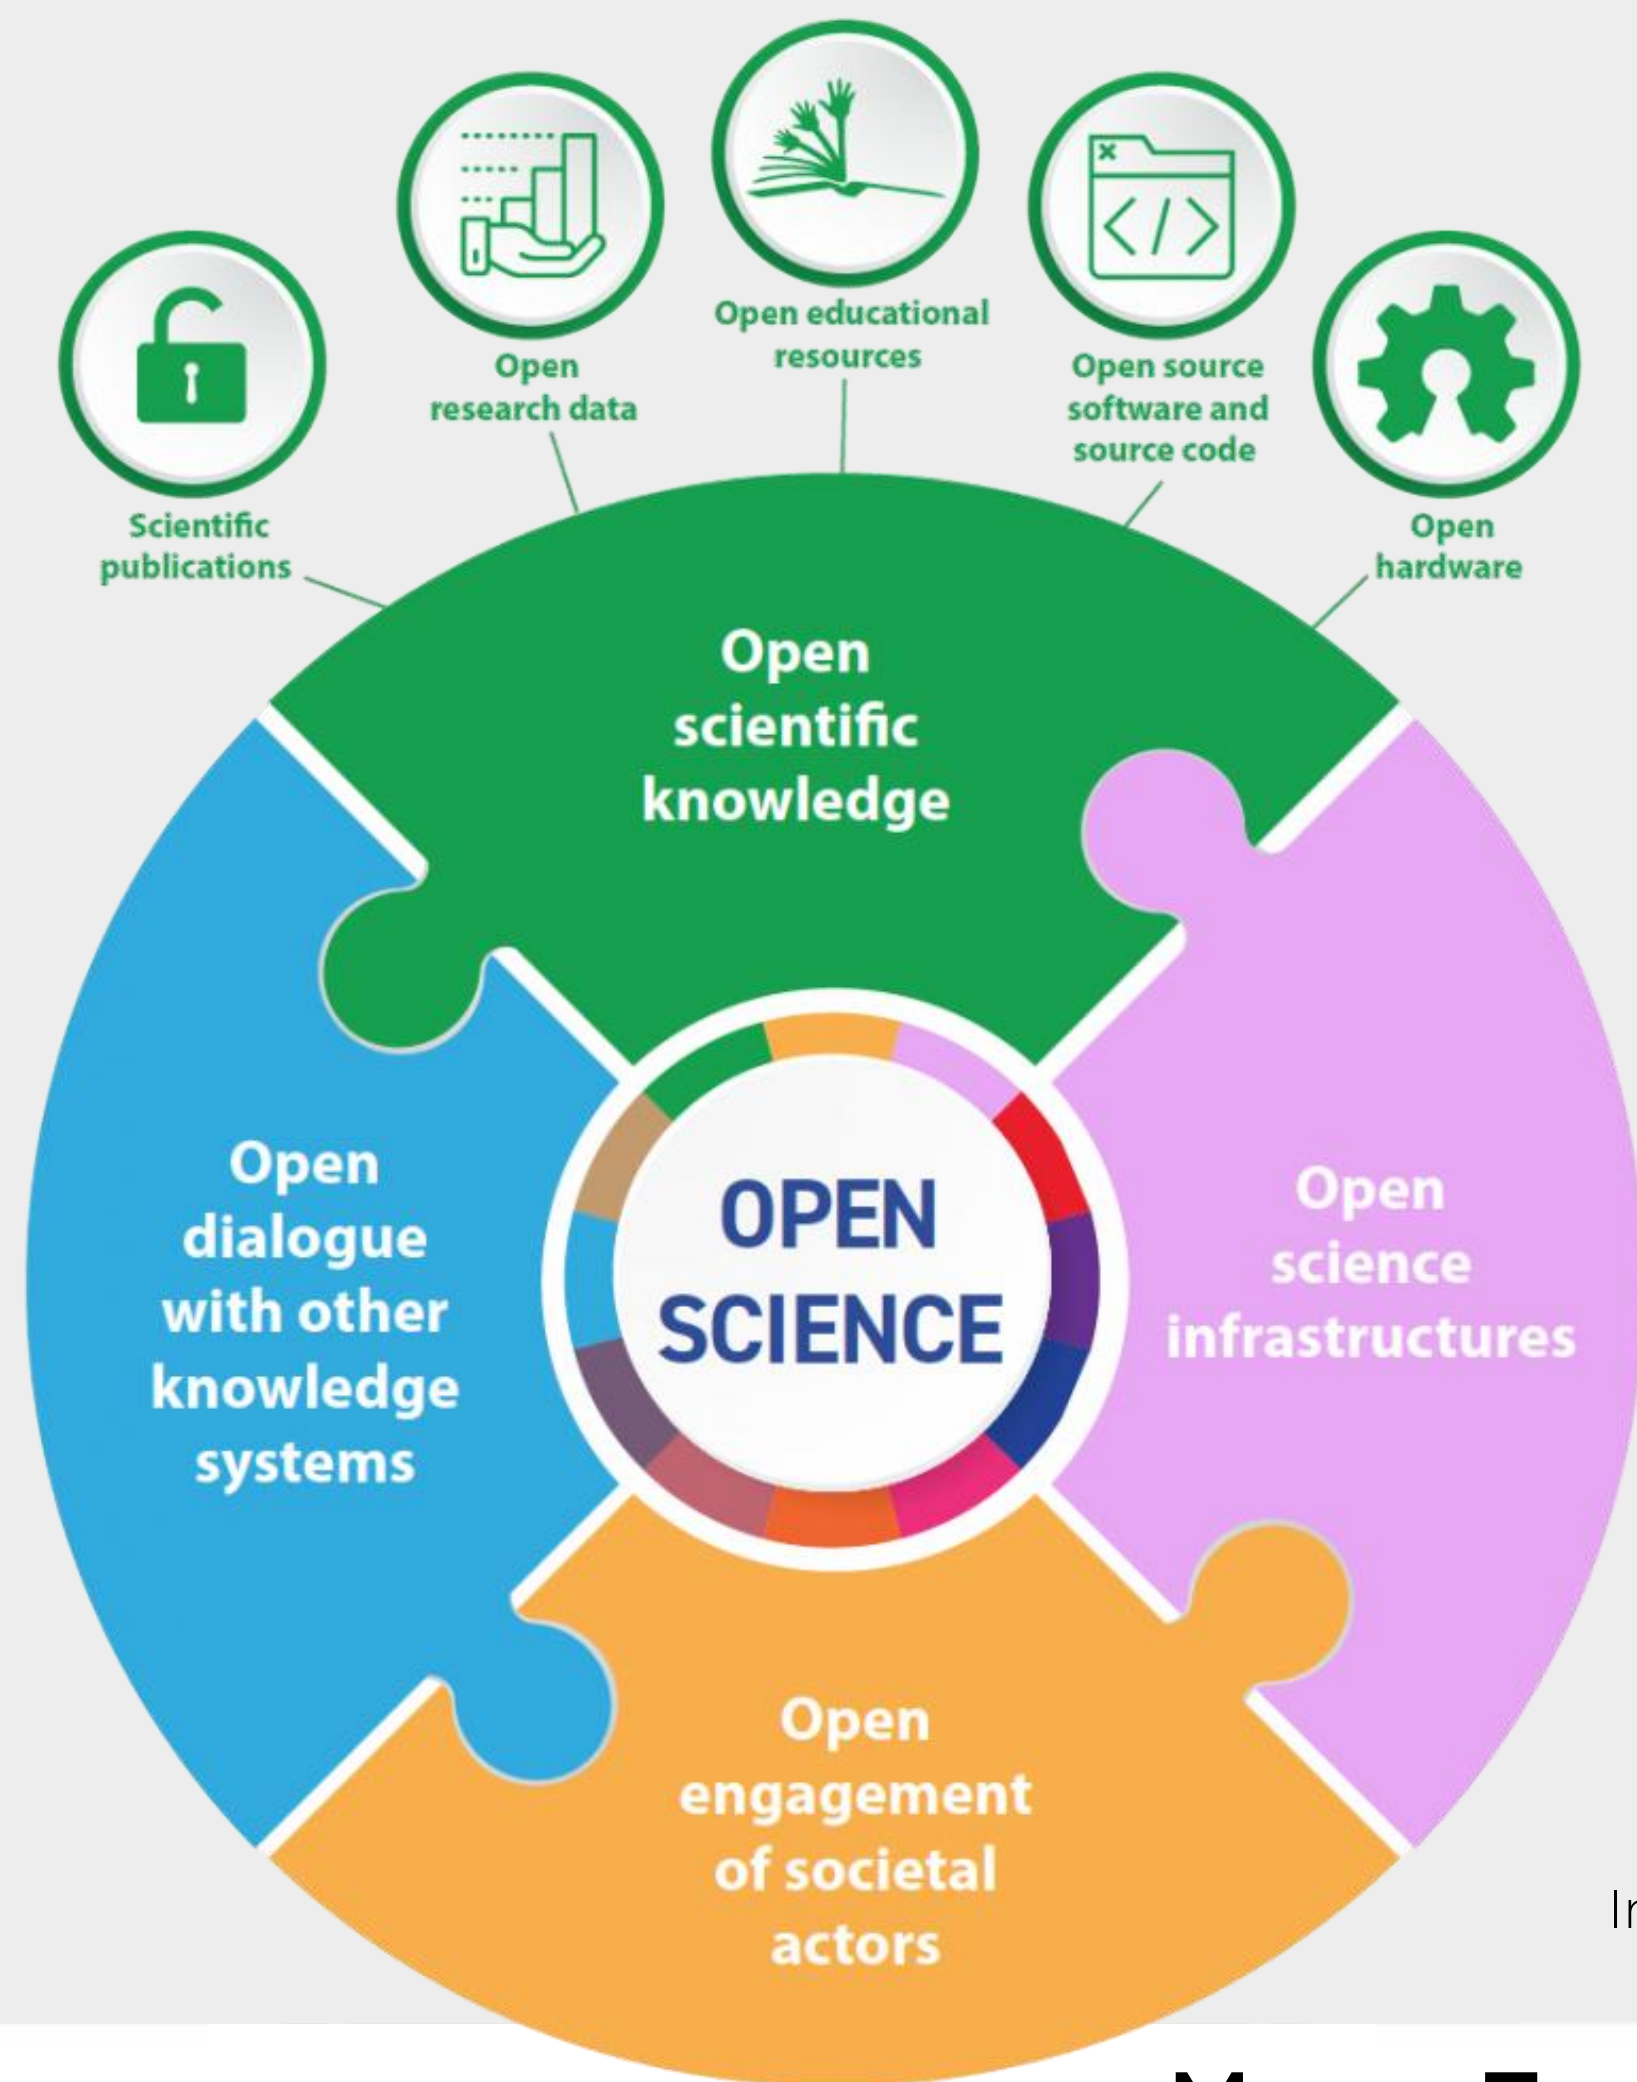 Open educational
resources
Open
research data
Open source
software and
source code
Scientific
publications
Open
hardware
Open
scientific
knowledge
Open
dialogue
with other
knowledge
systems
OPEN
SCIENCE
Open
science
infrastructures
Open
engagement
of societal
actors